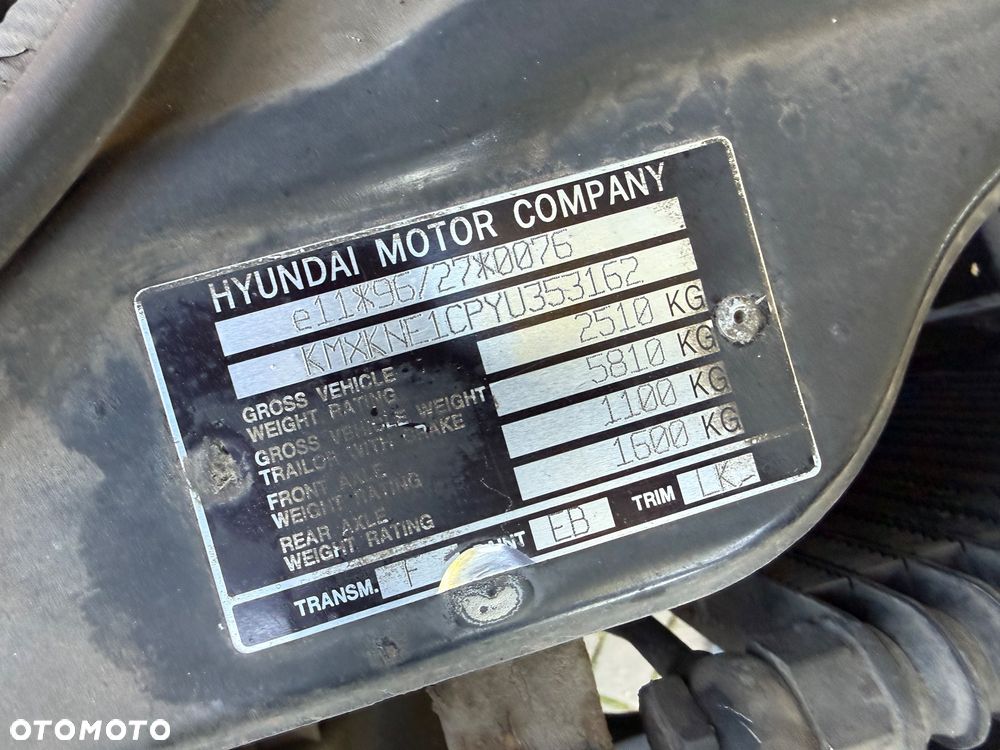 HYUNDAI MOTOR COMPANY
e11*96/27*0076
KMXKNE1CPYU353162
GROSS VEHICLE WEIGHT RATING 2510 KG
GROSS VEHICLE WEIGHT TRAILOR WITH BRAKE 5810 KG
FRONT AXLE WEIGHT RATING 1100 KG
REAR AXLE WEIGHT RATING 1600 KG
TRANSM. F EB TRIM LK
OTOMOTO